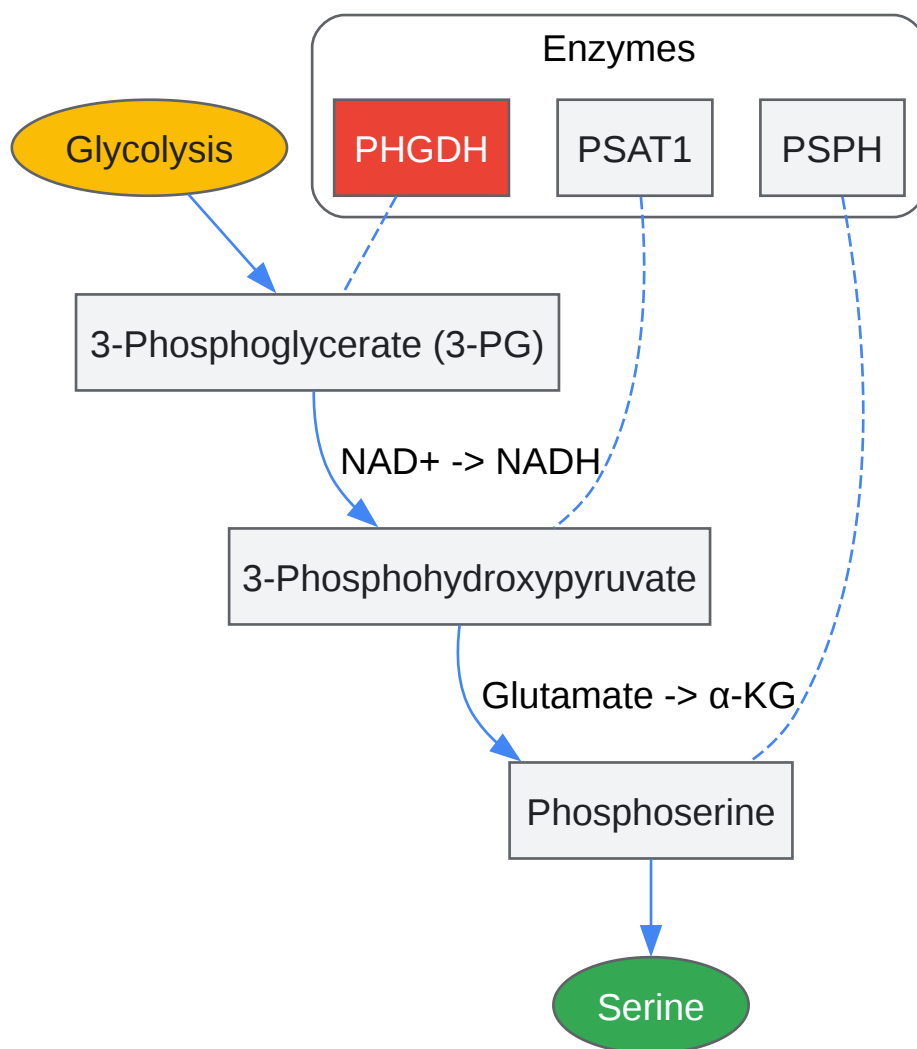 Enzymes
Glycolysis
PHGDH
PSAT1
PSPH
3-Phosphoglycerate (3-PG)
NAD+ -> NADH
3-Phosphohydroxypyruvate
Glutamate -> α-KG
Phosphoserine
Serine